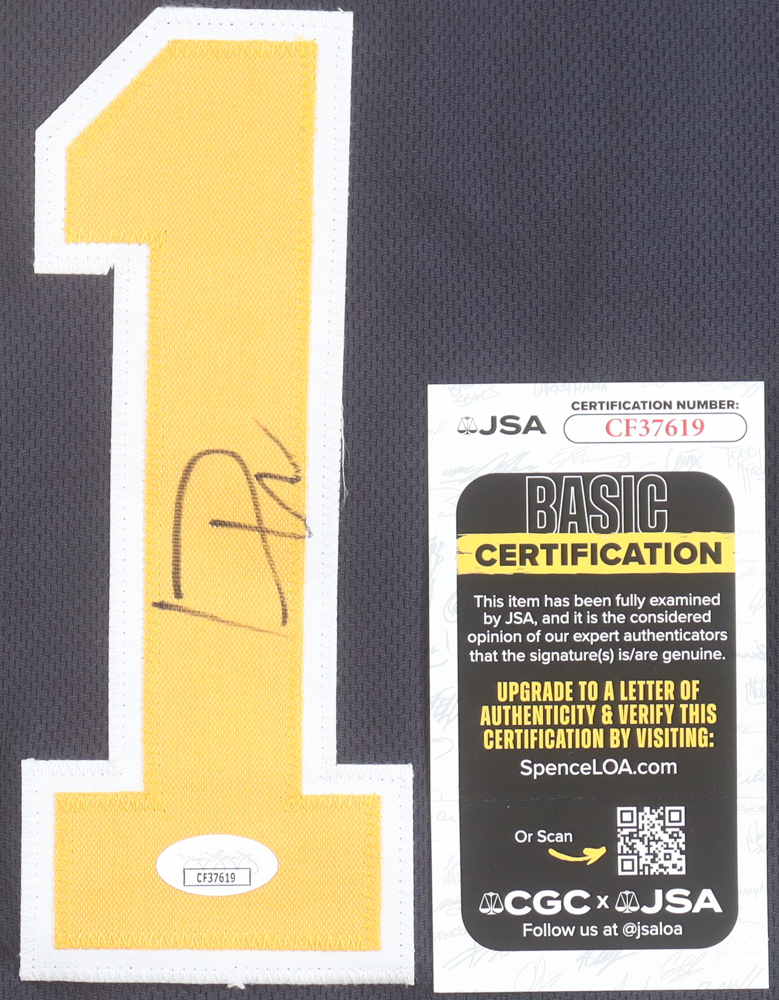 1
CF37619
JSA
CERTIFICATION NUMBER:
CF37619
BASIC
CERTIFICATION
This item has been fully examined
by JSA, and it is the considered
opinion of our expert authenticators
that the signature(s) is/are genuine.
UPGRADE TO A LETTER OF
AUTHENTICITY & VERIFY THIS
CERTIFICATION BY VISITING:
SpenceLOA.com
Or Scan
CGC x JSA
Follow us at @jsaloa